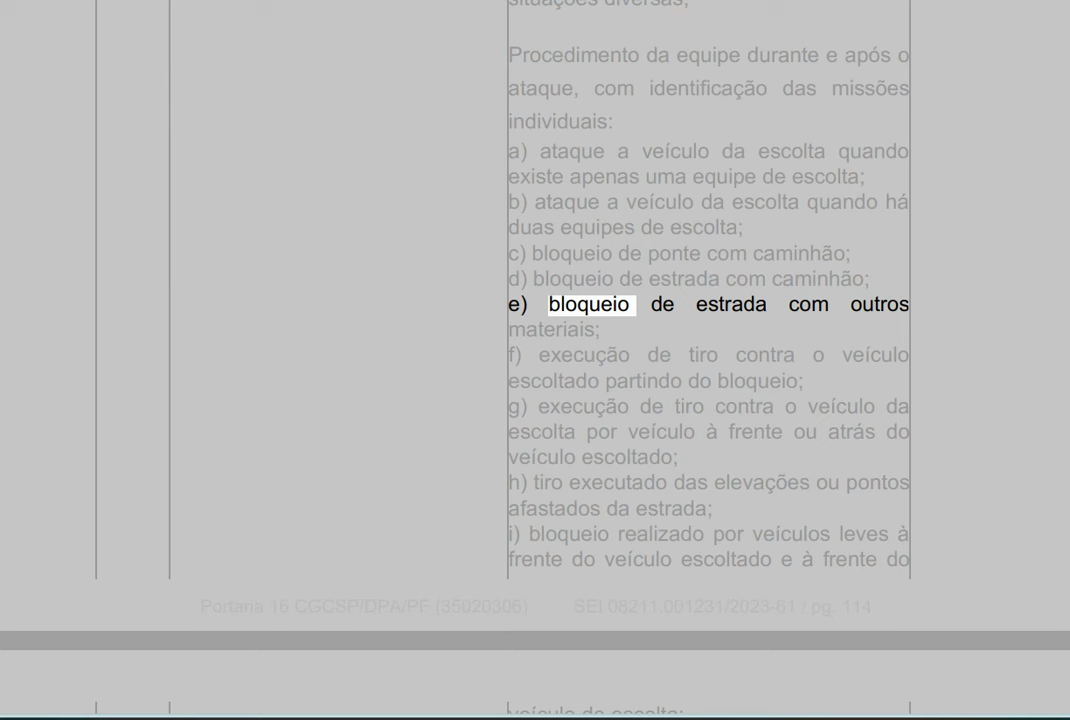 situações diversas;
Procedimento da equipe durante e após o
ataque, com identificação das missões
individuais:
a) ataque a veículo da escolta quando
existe apenas uma equipe de escolta;
b) ataque a veículo da escolta quando há
duas equipes de escolta;
c) bloqueio de ponte com caminhão;
d) bloqueio de estrada com caminhão;
e) bloqueio de estrada com outros
materiais;
f) execução de tiro contra o veículo
escoltado partindo do bloqueio;
g) execução de tiro contra o veículo da
escolta por veículo à frente ou atrás do
veículo escoltado;
h) tiro executado das elevações ou pontos
afastados da estrada;
i) bloqueio realizado por veículos leves à
frente do veículo escoltado e à frente do
Portaria 16 CGCSP/DPA/PF (35020306) SEI 08211.001231/2023-61 / pg. 114
veículo da escolta;